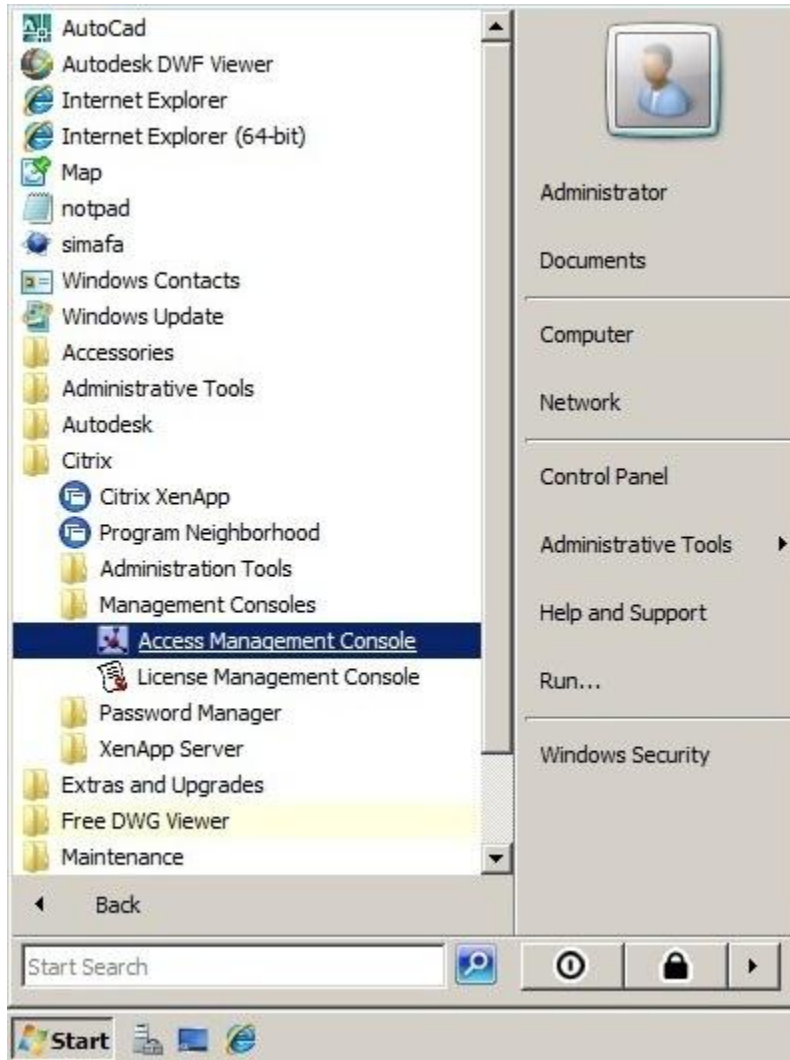 AutoCad
Autodesk DWF Viewer
Internet Explorer
Internet Explorer (64-bit)
Map
notpad
simafa
Windows Contacts
Windows Update
Accessories
Administrative Tools
Autodesk
Citrix
Citrix XenApp
Program Neighborhood
Administration Tools
Management Consoles
Access Management Console
License Management Console
Password Manager
XenApp Server
Extras and Upgrades
Free DWG Viewer
Maintenance
Back
Start Search
Administrator
Documents
Computer
Network
Control Panel
Administrative Tools
Help and Support
Run...
Windows Security
Start